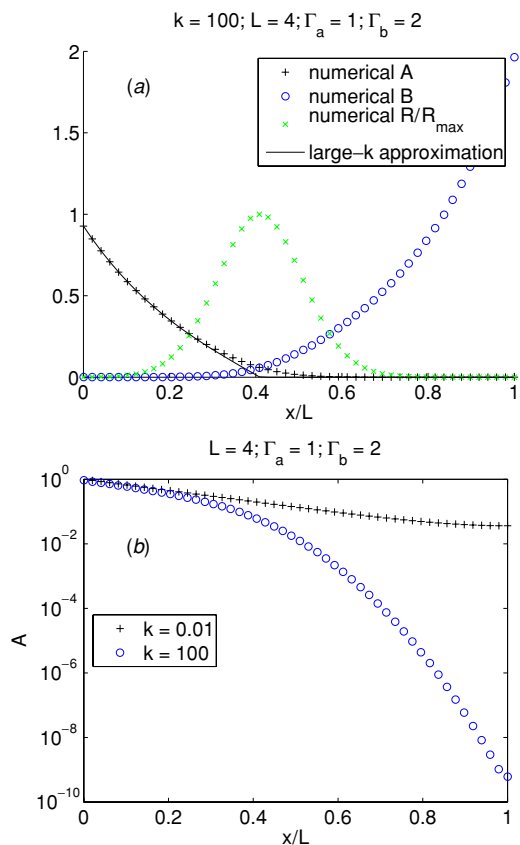 k = 100; L = 4; Γa = 1; Γb = 2
(a)
numerical A
numerical B
numerical R/Rmax
large−k approximation
2
1.5
1
0.5
0
0 0.2 0.4 0.6 0.8 1
x/L
L = 4; Γa = 1; Γb = 2
(b)
k = 0.01
k = 100
A
10^0
10^−2
10^−4
10^−6
10^−8
10^−10
0 0.2 0.4 0.6 0.8 1
x/L